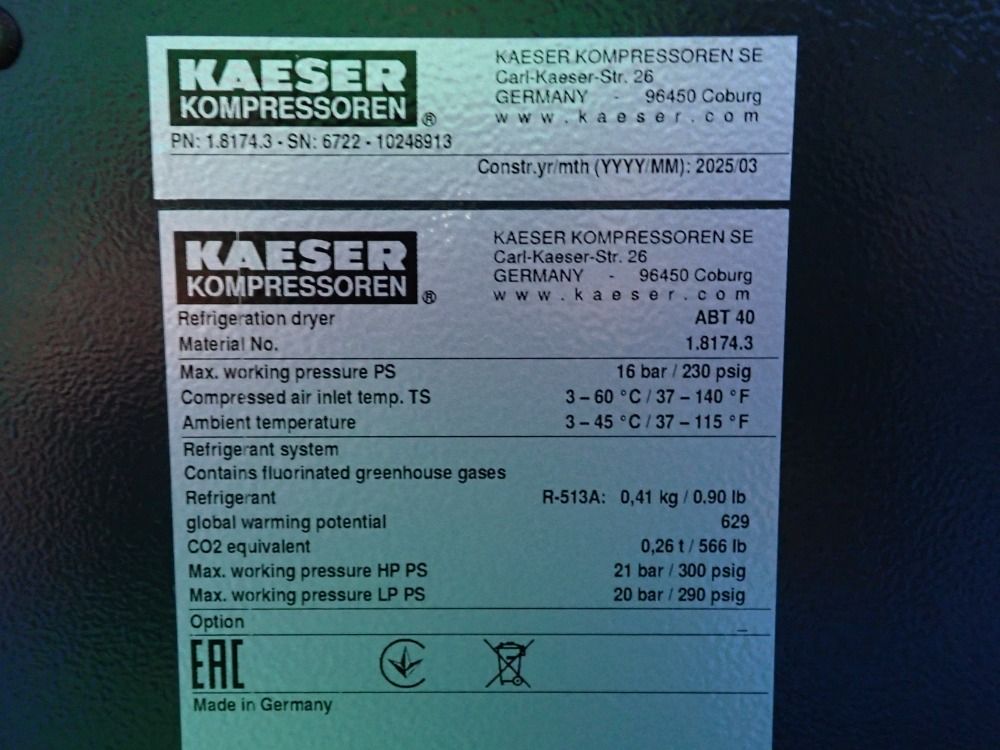 KAESER
KOMPRESSOREN ®
KAESER KOMPRESSOREN SE
Carl-Kaeser-Str. 26
GERMANY - 96450 Coburg
www.kaeser.com
PN: 1.8174.3 - SN: 6722 - 10248913
Constr.yr/mth (YYYY/MM): 2025/03
KAESER
KOMPRESSOREN ®
KAESER KOMPRESSOREN SE
Carl-Kaeser-Str. 26
GERMANY - 96450 Coburg
www.kaeser.com
Refrigeration dryer ABT 40
Material No. 1.8174.3
Max. working pressure PS 16 bar / 230 psig
Compressed air inlet temp. TS 3 – 60 °C / 37 – 140 °F
Ambient temperature 3 – 45 °C / 37 – 115 °F
Refrigerant system
Contains fluorinated greenhouse gases
Refrigerant R-513A: 0,41 kg / 0.90 lb
global warming potential 629
CO2 equivalent 0,26 t / 566 lb
Max. working pressure HP PS 21 bar / 300 psig
Max. working pressure LP PS 20 bar / 290 psig
Option _
EAC
Made in Germany